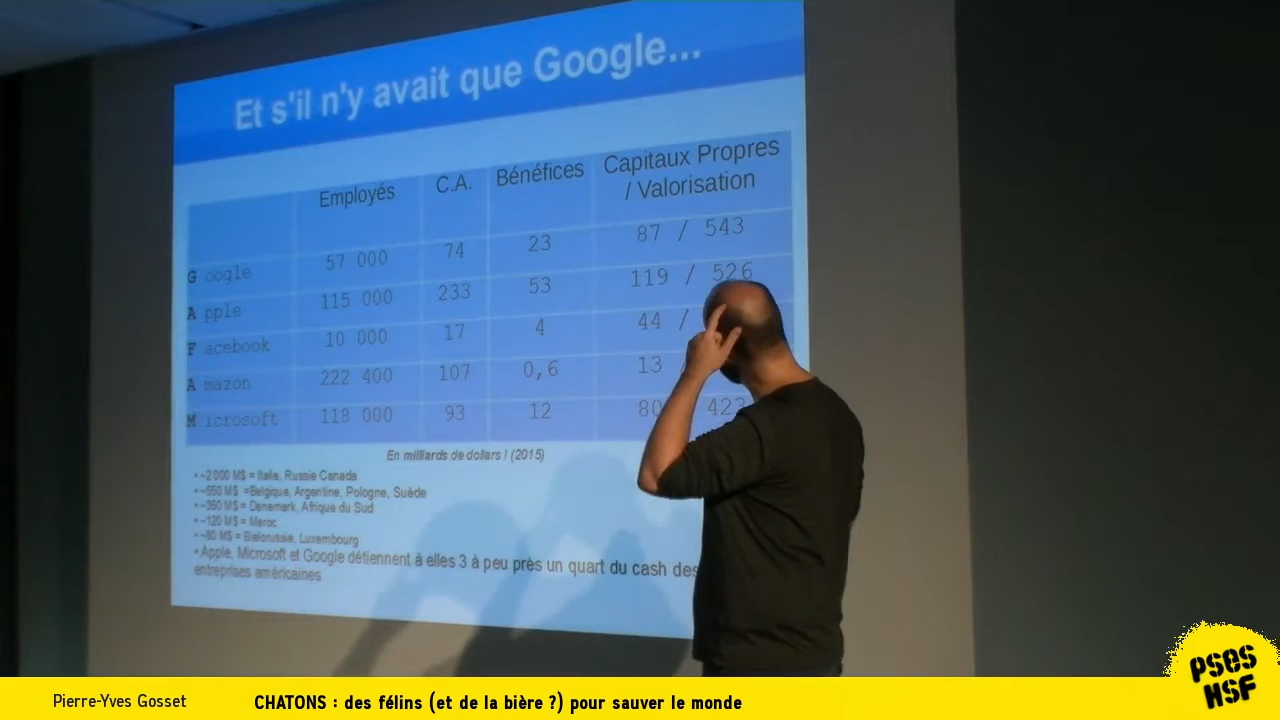 Et s'il n'y avait que Google...
Employés C.A. Bénéfices Capitaux Propres / Valorisation
G oogle 57 000 74 23 87 / 543
A pple 115 000 233 53 119 / 526
F acebook 10 000 17 4 44 /
A mazon 222 400 107 0,6 13
M icrosoft 118 000 93 12 80 423
En milliards de dollars ! (2015)
• ~2 000 M$ = Italie, Russie Canada
• ~550 M$ =Belgique, Argentine, Pologne, Suède
• ~350 M$ = Danemark, Afrique du Sud
• ~120 M$ = Maroc
• ~80 M$ = Biélorussie, Luxembourg
• Apple, Microsoft et Google détiennent à elles 3 à peu près un quart du cash des
entreprises américaines
PSES
HSF
Pierre-Yves Gosset CHATONS : des félins (et de la bière ?) pour sauver le monde